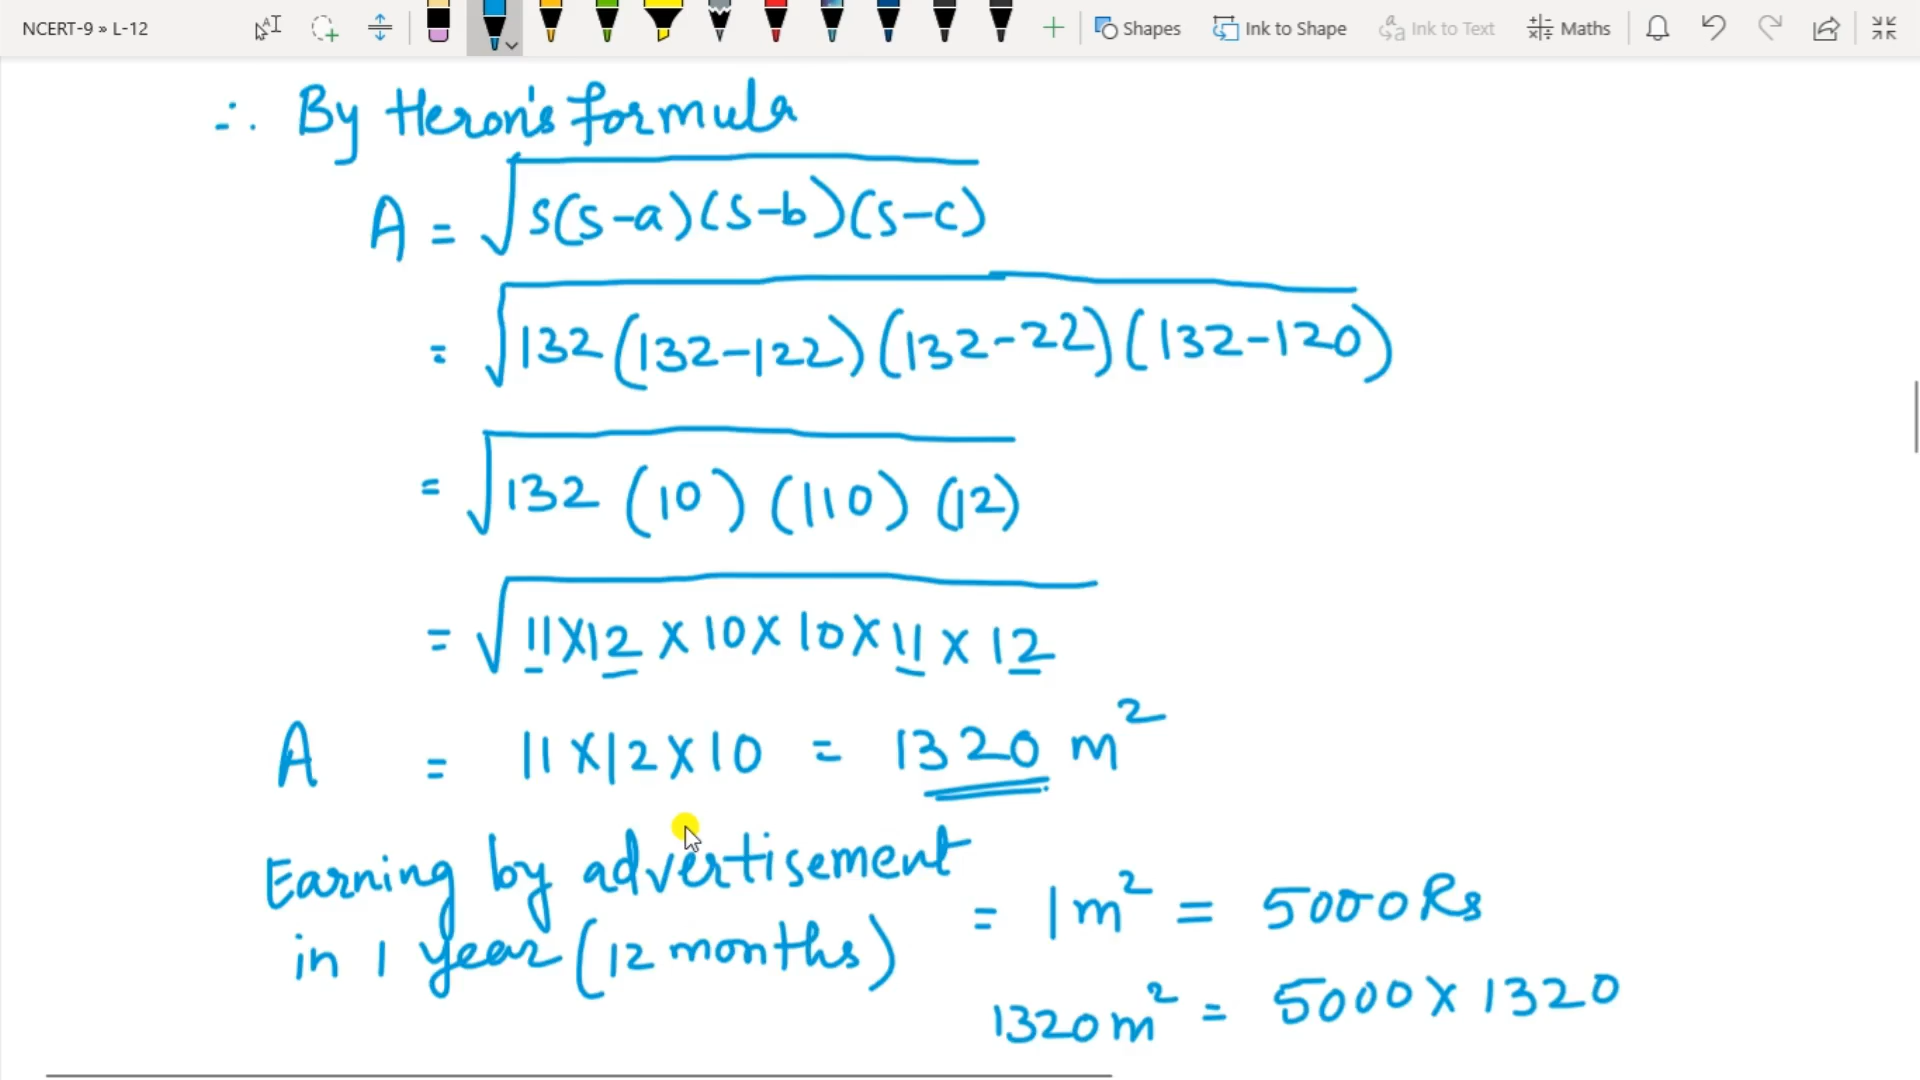 NCERT-9 » L-12 Shapes Ink to Shape Ink to Text Maths
∴ By Heron's formula
A = √s(s-a)(s-b)(s-c)
= √132(132-122)(132-22)(132-120)
= √132 (10) (110) (12)
= √11×12 × 10 × 10 × 11 × 12
A = 11×12×10 = 1320 m²
Earning by advertisement
in 1 year (12 months)
= 1m² = 5000 Rs
1320m² = 5000 × 1320